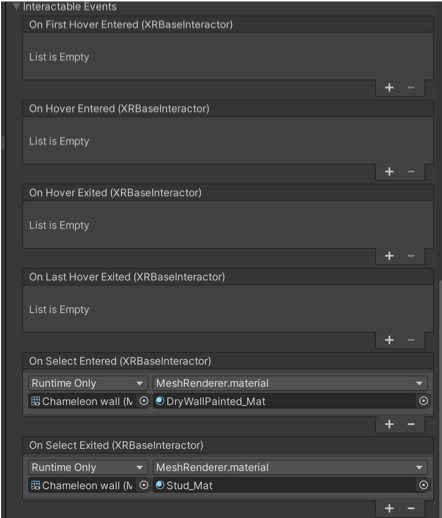 Interactable Events
On First Hover Entered (XRBaseInteractor)
List is Empty
+ -
On Hover Entered (XRBaseInteractor)
List is Empty
+ -
On Hover Exited (XRBaseInteractor)
List is Empty
+ -
On Last Hover Exited (XRBaseInteractor)
List is Empty
+ -
On Select Entered (XRBaseInteractor)
Runtime Only MeshRenderer.material
Chameleon wall (M DryWallPainted_Mat
+ -
On Select Exited (XRBaseInteractor)
Runtime Only MeshRenderer.material
Chameleon wall (M Stud_Mat
+ -